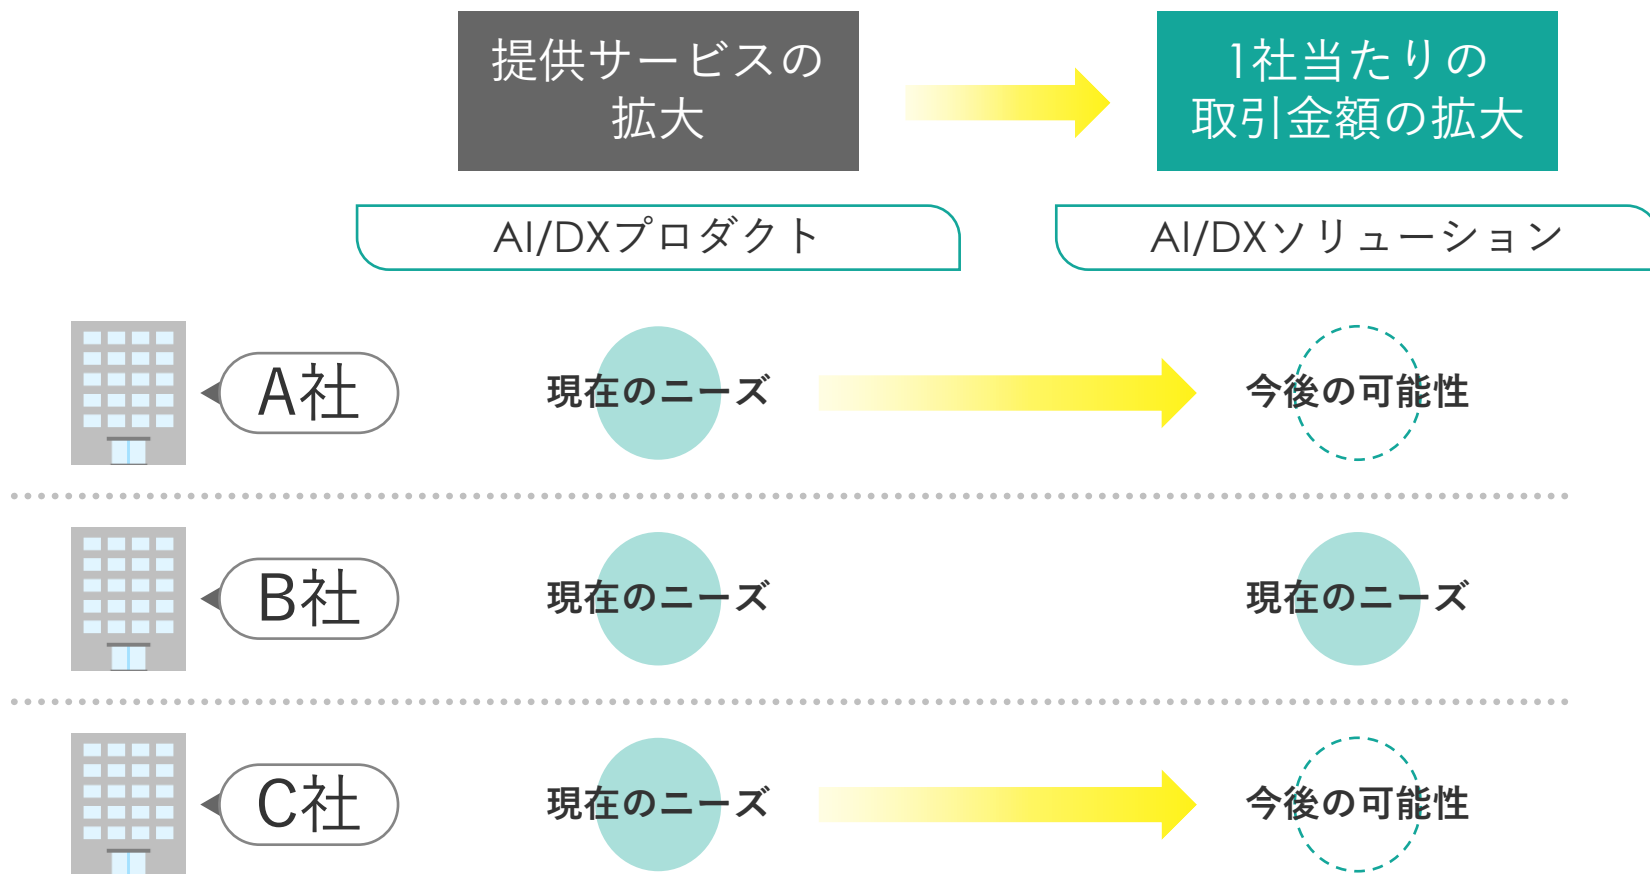 提供サービスの
拡大
1社当たりの
取引金額の拡大
AI/DXプロダクト
AI/DXソリューション
A社
現在のニーズ
今後の可能性
B社
現在のニーズ
現在のニーズ
C社
現在のニーズ
今後の可能性